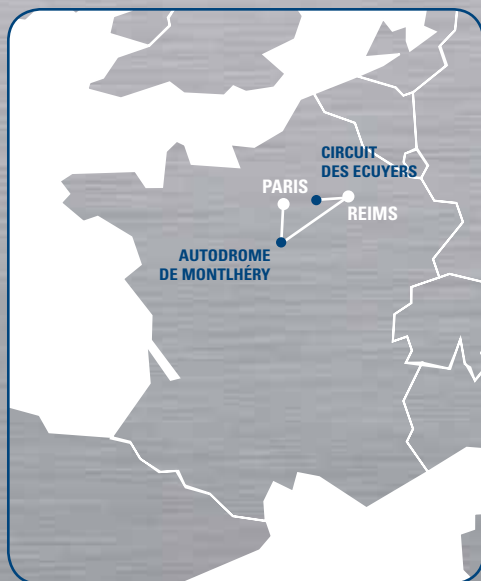 CIRCUIT
DES ECUYERS
PARIS
REIMS
AUTODROME
DE MONTLHÉRY